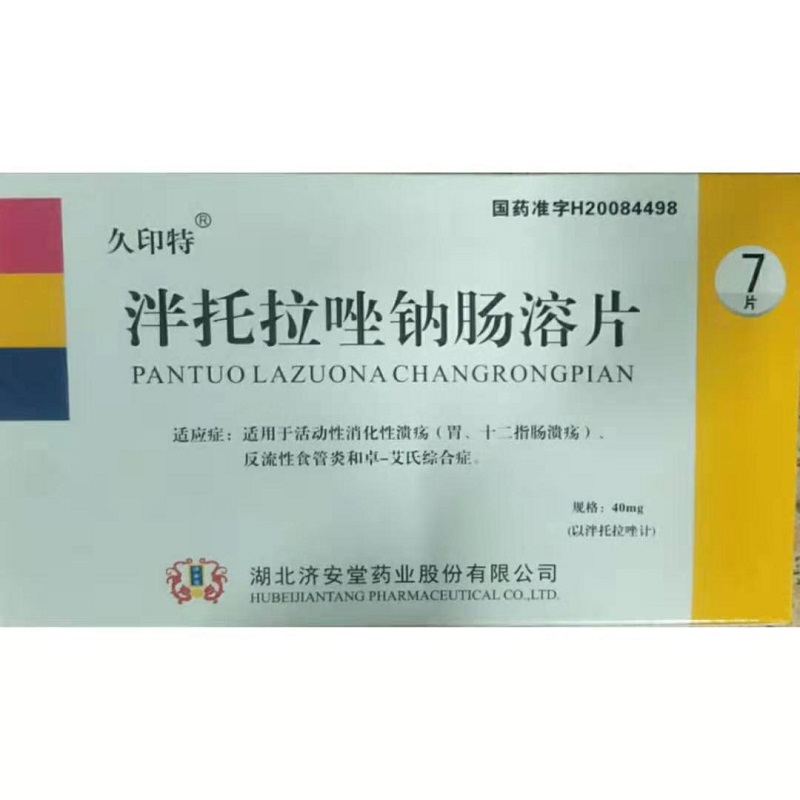 国药准字H20084498
久印特®
7
片
泮托拉唑钠肠溶片
PANTUO LAZUONA CHANGRONGPIAN
适应症：适用于活动性消化性溃疡（胃、十二指肠溃疡）、
反流性食管炎和卓-艾氏综合症。
规格：40mg
(以泮托拉唑计)
湖北济安堂药业股份有限公司
HUBEIJIANTANG PHARMACEUTICAL CO.,LTD.